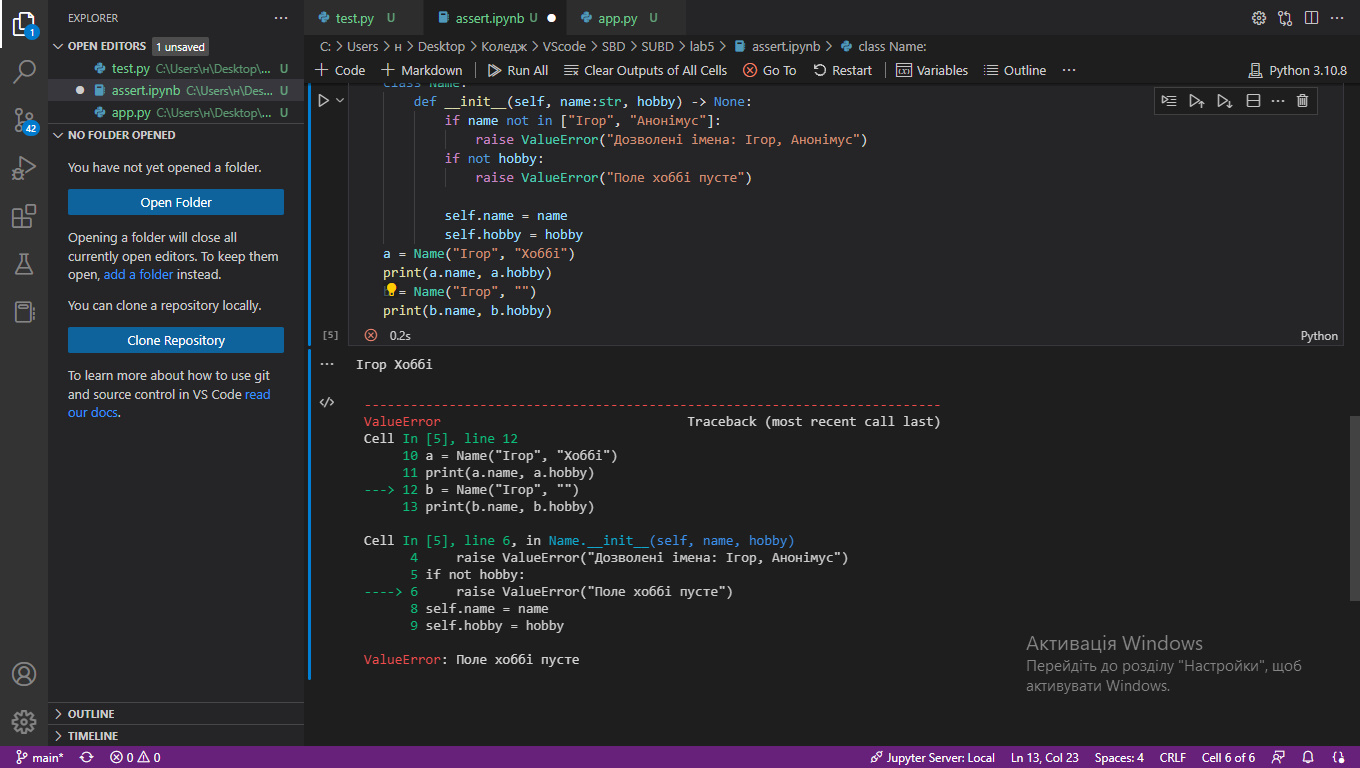 EXPLORER
OPEN EDITORS 1 unsaved
test.py C:\Users\н\Desktop\... U
assert.ipynb C:\Users\н\Des... U
app.py C:\Users\н\Desktop\... U
NO FOLDER OPENED
You have not yet opened a folder.
Open Folder
Opening a folder will close all
currently open editors. To keep them
open, add a folder instead.
You can clone a repository locally.
Clone Repository
To learn more about how to use git
and source control in VS Code read
our docs.
OUTLINE
TIMELINE
1
42
test.py U
assert.ipynb U
app.py U
C: > Users > н > Desktop > Коледж > VScode > SBD > SUBD > lab5 > assert.ipynb > class Name:
+ Code + Markdown Run All Clear Outputs of All Cells Go To Restart Variables Outline ... Python 3.10.8
class Name:
def __init__(self, name:str, hobby) -> None:
if name not in ["Ігор", "Анонімус"]:
raise ValueError("Дозволені імена: Ігор, Анонімус")
if not hobby:
raise ValueError("Поле хоббі пусте")
self.name = name
self.hobby = hobby
a = Name("Ігор", "Хоббі")
print(a.name, a.hobby)
= Name("Ігор", "")
print(b.name, b.hobby)
[5] 0.2s Python
Ігор Хоббі
---------------------------------------------------------------------------
ValueError Traceback (most recent call last)
Cell In [5], line 12
10 a = Name("Ігор", "Хоббі")
11 print(a.name, a.hobby)
---> 12 b = Name("Ігор", "")
13 print(b.name, b.hobby)
Cell In [5], line 6, in Name.__init__(self, name, hobby)
4 raise ValueError("Дозволені імена: Ігор, Анонімус")
5 if not hobby:
----> 6 raise ValueError("Поле хоббі пусте")
8 self.name = name
9 self.hobby = hobby
ValueError: Поле хоббі пусте
Активація Windows
Перейдіть до розділу "Настройки", щоб
активувати Windows.
main* 0 0 Jupyter Server: Local Ln 13, Col 23 Spaces: 4 CRLF Cell 6 of 6